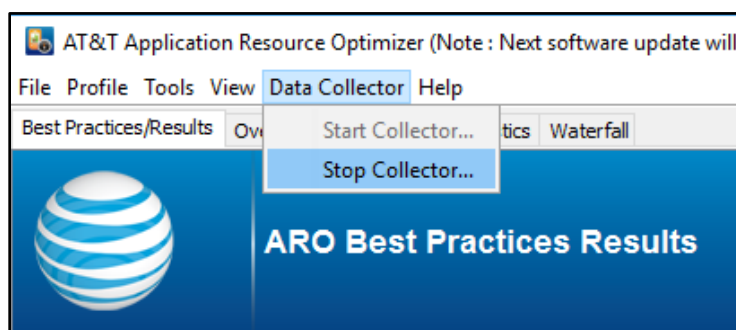 AT&T Application Resource Optimizer (Note : Next software update will
File Profile Tools View Data Collector Help
Best Practices/Results Ov tics Waterfall
Start Collector...
Stop Collector...
ARO Best Practices Results